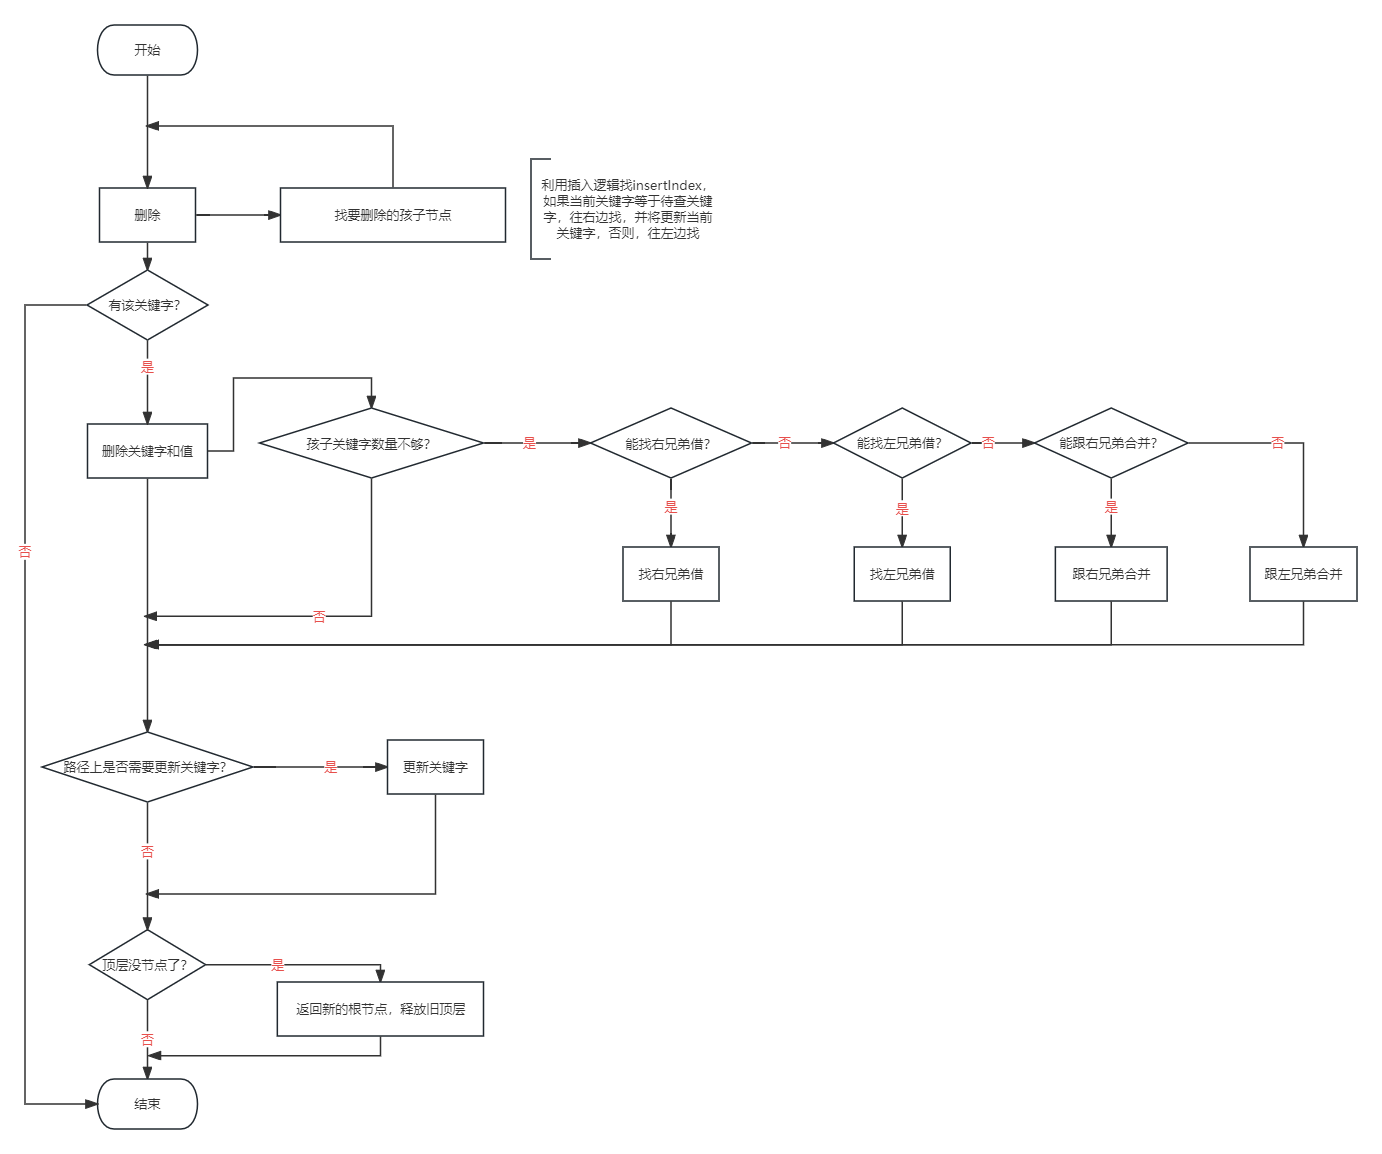 开始
删除
找要删除的孩子节点
利用插入逻辑找insertIndex，
如果当前关键字等于待查关键
字，往右边找，并将更新当前
关键字，否则，往左边找
有该关键字?
是
否
删除关键字和值
孩子关键字数量不够?
是
能找右兄弟借?
否
能找左兄弟借?
否
能跟右兄弟合并?
否
是
是
是
找右兄弟借
找左兄弟借
跟右兄弟合并
跟左兄弟合并
否
路径上是否需要更新关键字?
是
更新关键字
否
顶层没节点了?
是
返回新的根节点，释放旧顶层
否
结束